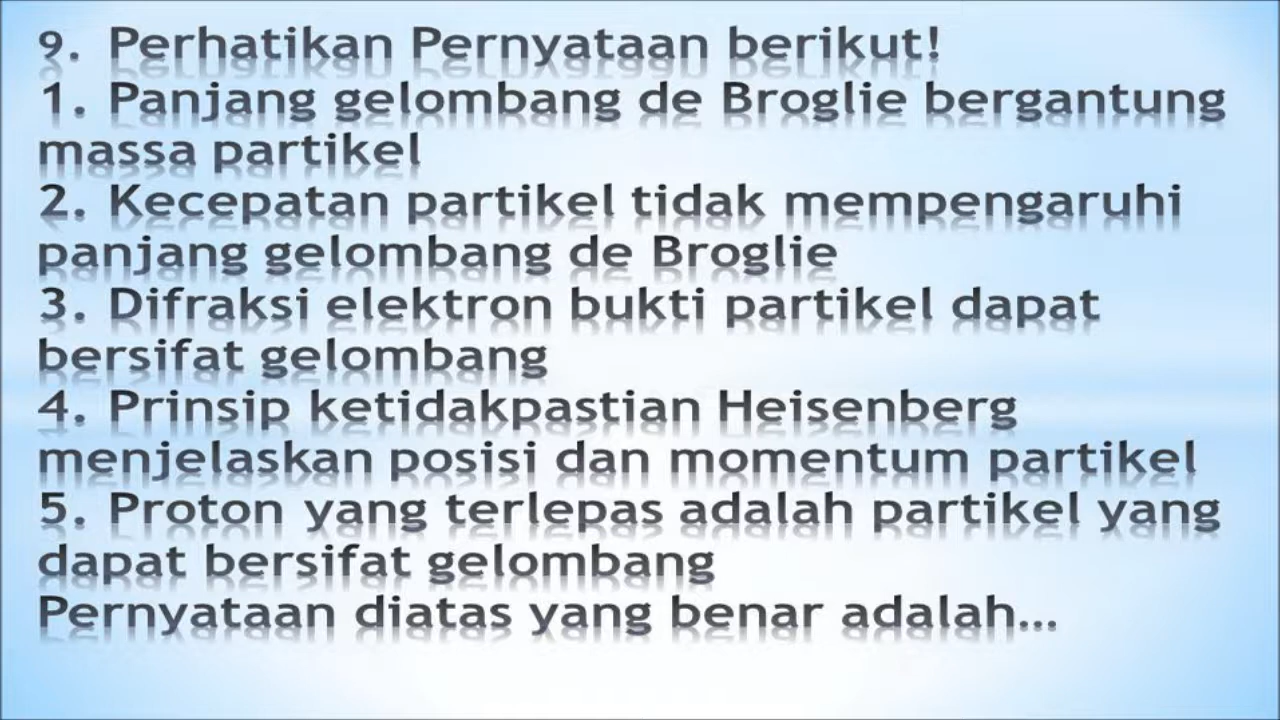 9. Perhatikan Pernyataan berikut!
1. Panjang gelombang de Broglie bergantung
massa partikel
2. Kecepatan partikel tidak mempengaruhi
panjang gelombang de Broglie
3. Difraksi elektron bukti partikel dapat
bersifat gelombang
4. Prinsip ketidakpastian Heisenberg
menjelaskan posisi dan momentum partikel
5. Proton yang terlepas adalah partikel yang
dapat bersifat gelombang
Pernyataan diatas yang benar adalah...